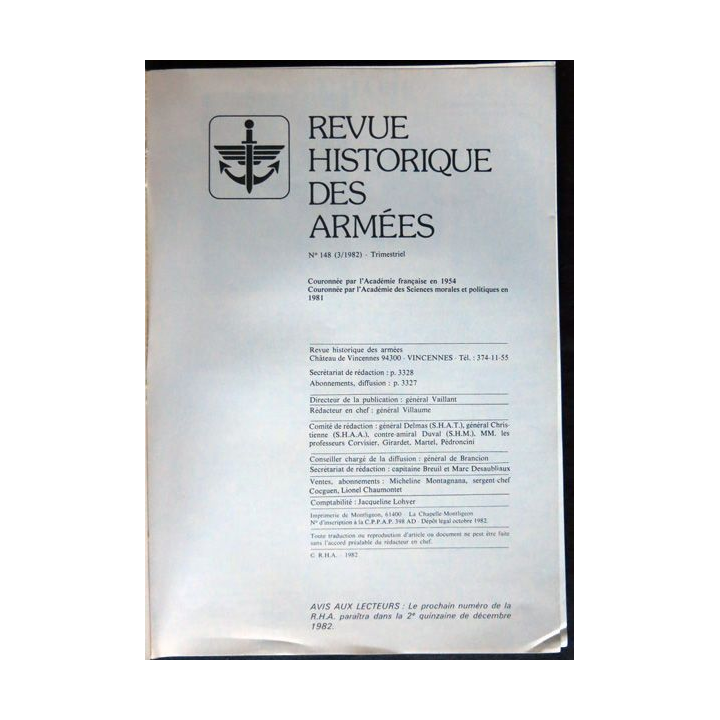 REVUE
HISTORIQUE
DES
ARMÉES
N° 148 (3/1982) - Trimestriel
Couronnée par l'Académie française en 1954
Couronnée par l'Académie des Sciences morales et politiques en
1981
Revue historique des armées
Château de Vincennes 94300 - VINCENNES - Tél. : 374-11-55
Secrétariat de rédaction : p. 3328
Abonnements, diffusion : p. 3327
Directeur de la publication : général Vaillant
Rédacteur en chef : général Villaume
Comité de rédaction : général Delmas (S.H.A.T.), général Chris-
tienne (S.H.A.A.), contre-amiral Duval (S.H.M.), MM. les
professeurs Corvisier, Girardet, Martel, Pédroncini
Conseiller chargé de la diffusion : général de Brancion
Secrétariat de rédaction : capitaine Breuil et Marc Desaubliaux
Ventes, abonnements : Micheline Montagnana, sergent-chef
Cocguen, Lionel Chaumontet
Comptabilité : Jacqueline Lohyer
Imprimerie de Montligeon, 61400 - La Chapelle-Montligeon
N° d'inscription à la C.P.P.A.P. 398 AD - Dépôt légal octobre 1982.
Toute traduction ou reproduction d'article ou document ne peut être faite
sans l'accord préalable du rédacteur en chef.
© R.H.A. - 1982
AVIS AUX LECTEURS : Le prochain numéro de la
R.H.A. paraîtra dans la 2e quinzaine de décembre
1982.